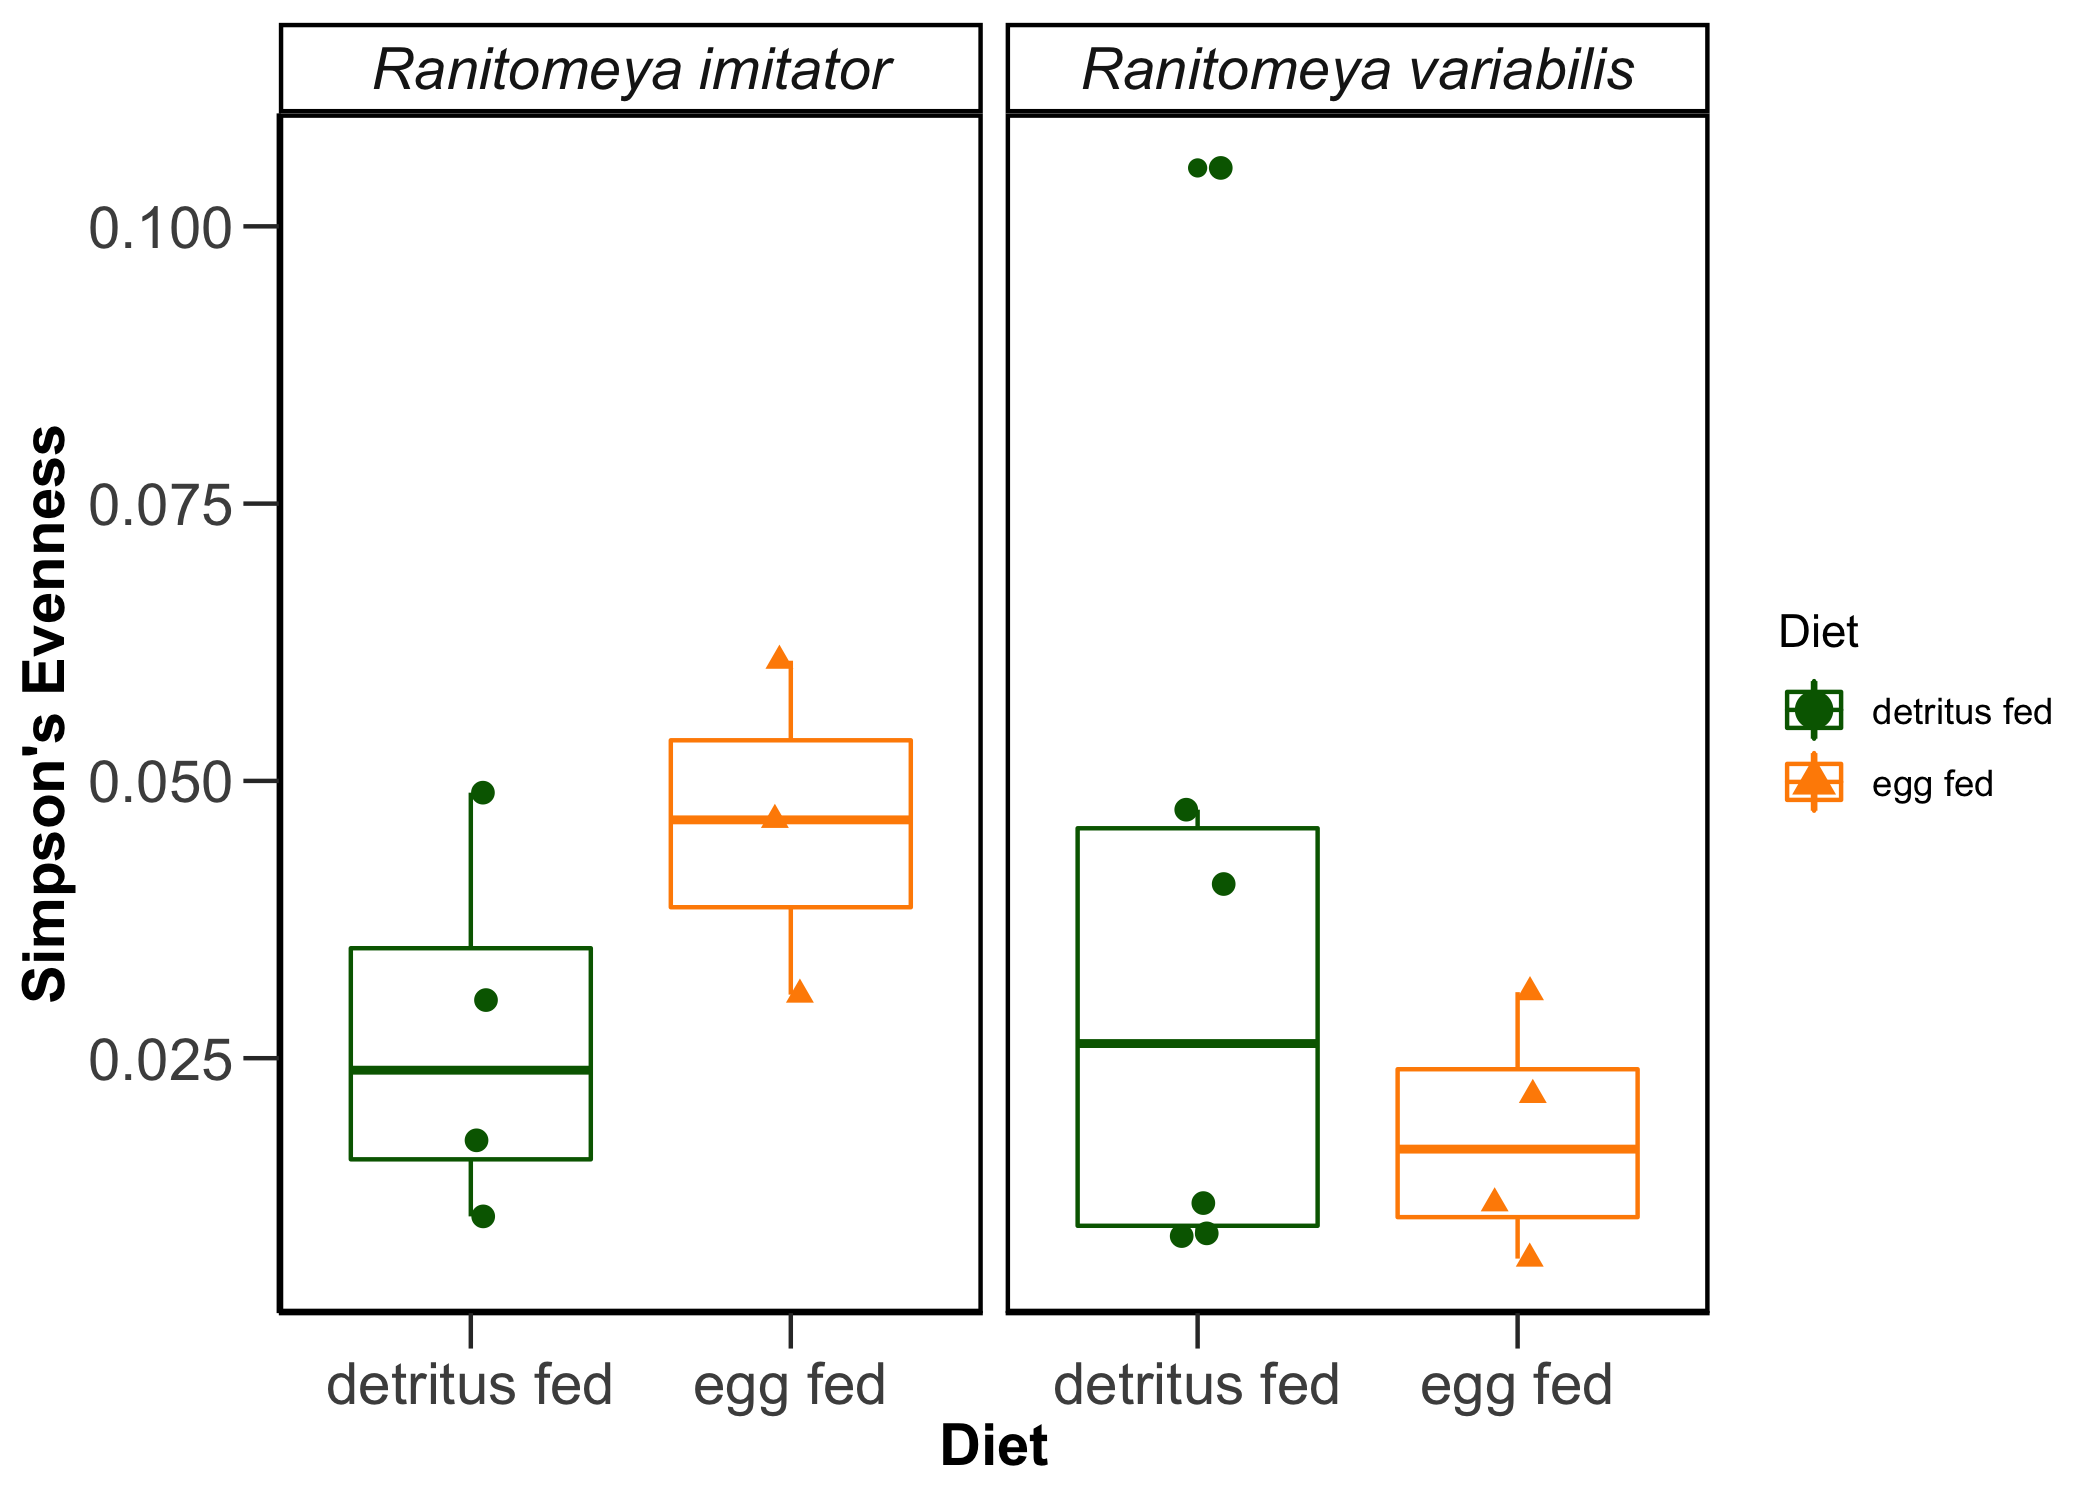 Ranitomeya imitator
Ranitomeya variabilis
Simpson's Evenness
0.100
0.075
0.050
0.025
detritus fed
egg fed
detritus fed
egg fed
Diet
Diet
detritus fed
egg fed